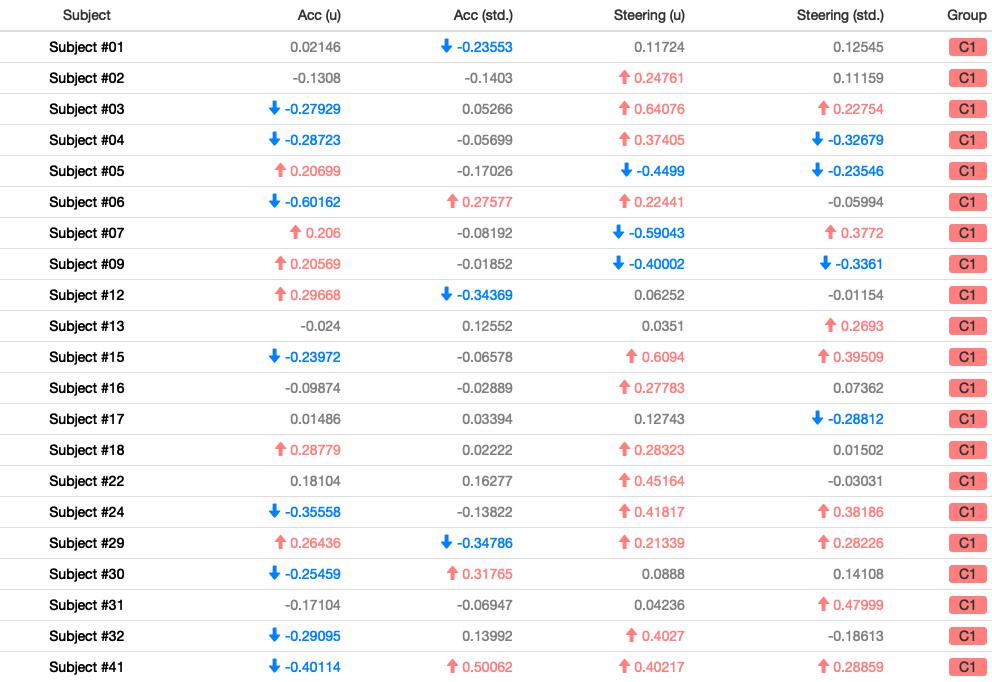 Subject Acc (u) Acc (std.) Steering (u) Steering (std.) Group
Subject #01 0.02146 -0.23553 0.11724 0.12545 C1
Subject #02 -0.1308 -0.1403 0.24761 0.11159 C1
Subject #03 -0.27929 0.05266 0.64076 0.22754 C1
Subject #04 -0.28723 -0.05699 0.37405 -0.32679 C1
Subject #05 0.20699 -0.17026 -0.4499 -0.23546 C1
Subject #06 -0.60162 0.27577 0.22441 -0.05994 C1
Subject #07 0.206 -0.08192 -0.59043 0.3772 C1
Subject #09 0.20569 -0.01852 -0.40002 -0.3361 C1
Subject #12 0.29668 -0.34369 0.06252 -0.01154 C1
Subject #13 -0.024 0.12552 0.0351 0.2693 C1
Subject #15 -0.23972 -0.06578 0.6094 0.39509 C1
Subject #16 -0.09874 -0.02889 0.27783 0.07362 C1
Subject #17 0.01486 0.03394 0.12743 -0.28812 C1
Subject #18 0.28779 0.02222 0.28323 0.01502 C1
Subject #22 0.18104 0.16277 0.45164 -0.03031 C1
Subject #24 -0.35558 -0.13822 0.41817 0.38186 C1
Subject #29 0.26436 -0.34786 0.21339 0.28226 C1
Subject #30 -0.25459 0.31765 0.0888 0.14108 C1
Subject #31 -0.17104 -0.06947 0.04236 0.47999 C1
Subject #32 -0.29095 0.13992 0.4027 -0.18613 C1
Subject #41 -0.40114 0.50062 0.40217 0.28859 C1